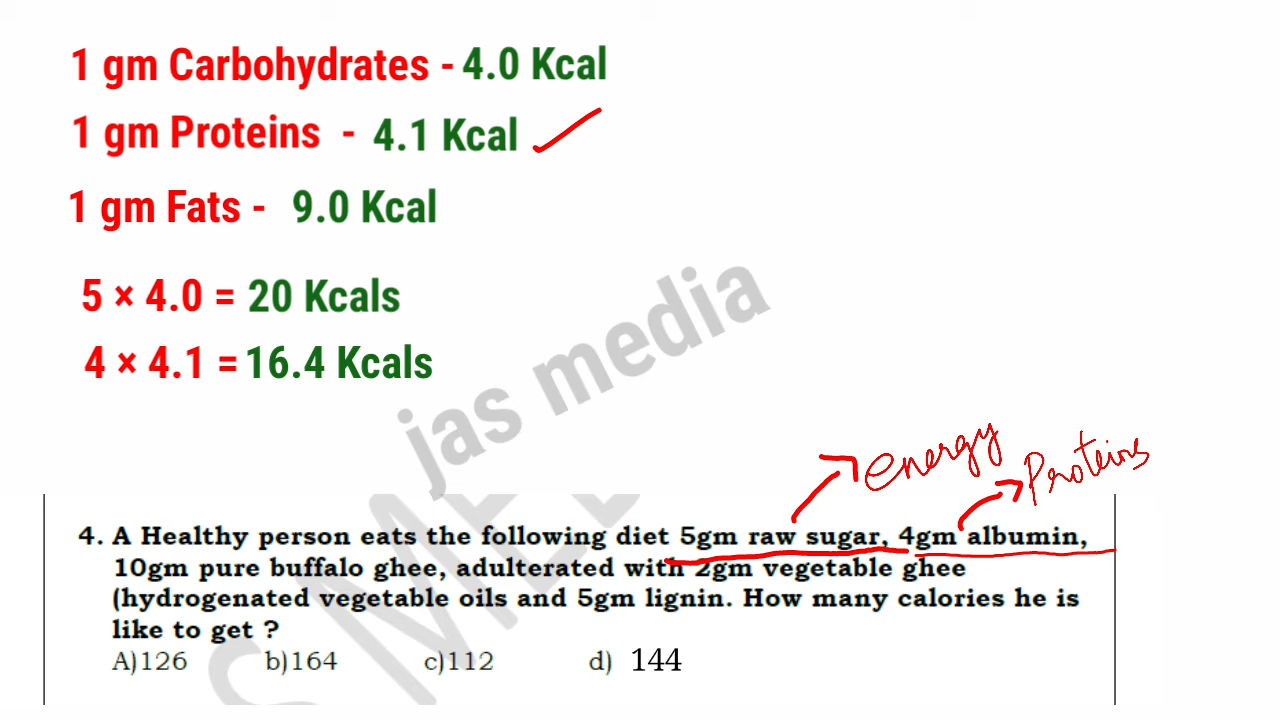 1 gm Carbohydrates - 4.0 Kcal
1 gm Proteins - 4.1 Kcal
1 gm Fats - 9.0 Kcal
5 × 4.0 = 20 Kcals
4 × 4.1 = 16.4 Kcals
jas media
energy
Proteins
4. A Healthy person eats the following diet 5gm raw sugar, 4gm albumin,
10gm pure buffalo ghee, adulterated with 2gm vegetable ghee
(hydrogenated vegetable oils and 5gm lignin. How many calories he is
like to get ?
A)126 b)164 c)112 d) 144